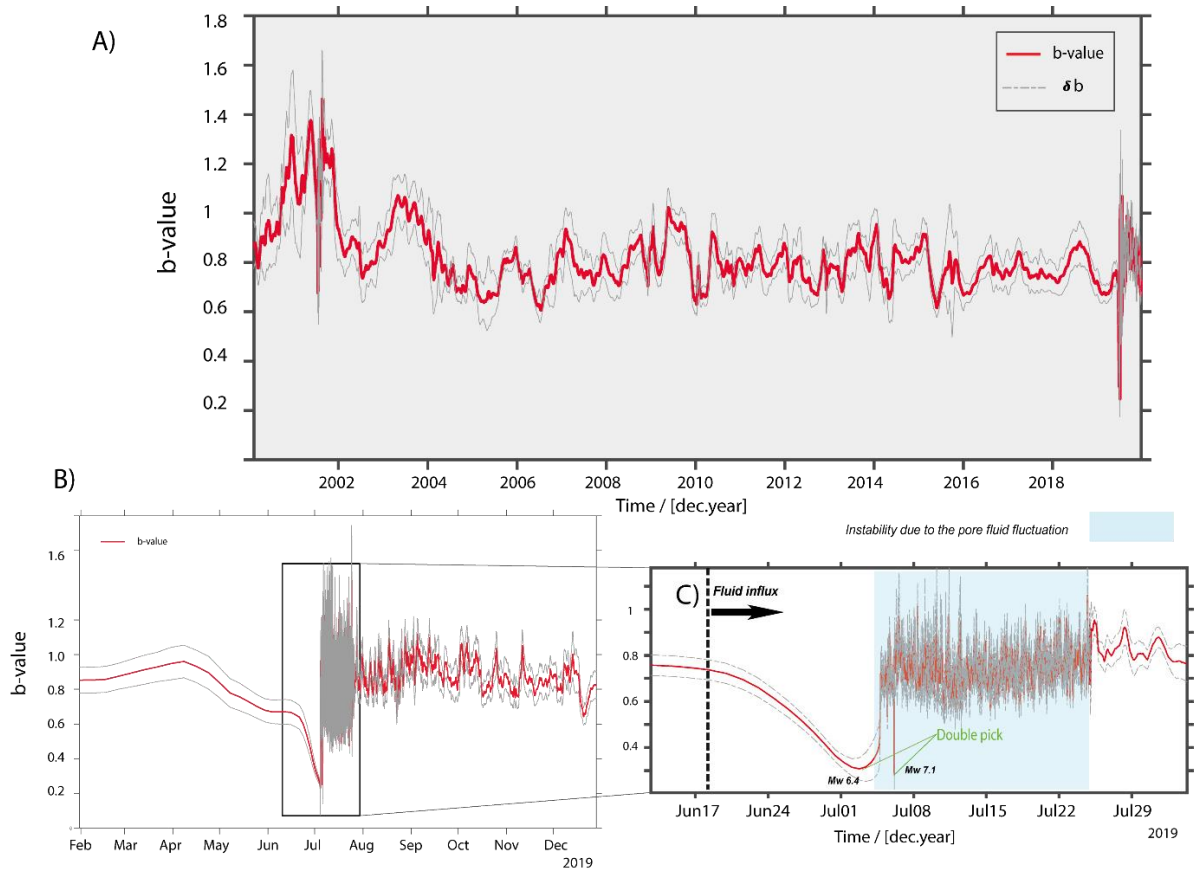 A)
1.8
1.6
1.4
1.2
1
0.8
0.6
0.4
0.2
b-value
b-value
δ b
2002 2004 2006 2008 2010 2012 2014 2016 2018
Time / [dec.year]
B)
b-value
1.6
1.2
1.0
0.8
0.6
0.4
0.2
0
b-value
Feb Mar Apr May Jun Jul Aug Sep Oct Nov Dec
2019
Instability due to the pore fluid fluctuation
C)
Fluid influx
1
0.8
0.6
0.4
Double pick
Mw 6.4
Mw 7.1
Jun17 Jun24 Jul01 Jul08 Jul15 Jul22 Jul29
Time / [dec.year]
2019